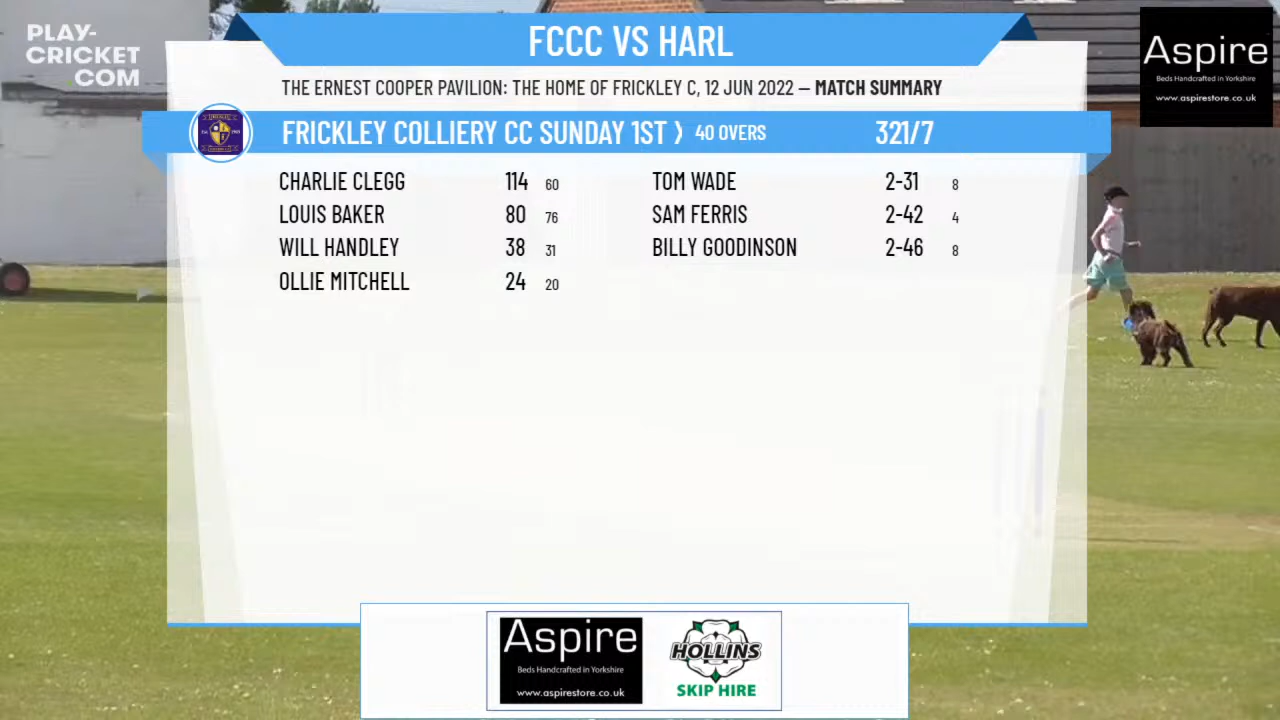 PLAY-
CRICKET
.COM
FCCC VS HARL
Aspire
Beds Handcrafted in Yorkshire
www.aspirestore.co.uk
THE ERNEST COOPER PAVILION: THE HOME OF FRICKLEY C, 12 JUN 2022 – MATCH SUMMARY
FRICKLEY COLLIERY CC SUNDAY 1ST ⟩ 40 OVERS 321/7
CHARLIE CLEGG 114 60 TOM WADE 2-31 8
LOUIS BAKER 80 76 SAM FERRIS 2-42 4
WILL HANDLEY 38 31 BILLY GOODINSON 2-46 8
OLLIE MITCHELL 24 20
Aspire
Beds Handcrafted in Yorkshire
www.aspirestore.co.uk
HOLLINS
SKIP HIRE